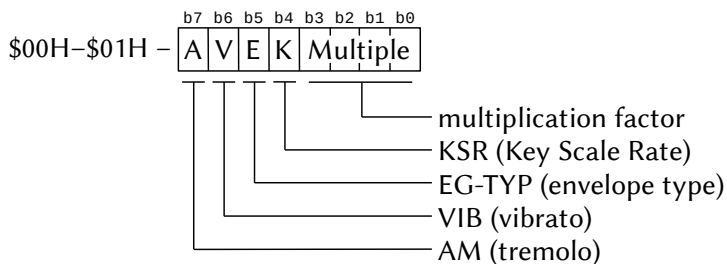 b7 b6 b5 b4 b3 b2 b1 b0
$00H–$01H – A V E K Multiple
multiplication factor
KSR (Key Scale Rate)
EG-TYP (envelope type)
VIB (vibrato)
AM (tremolo)